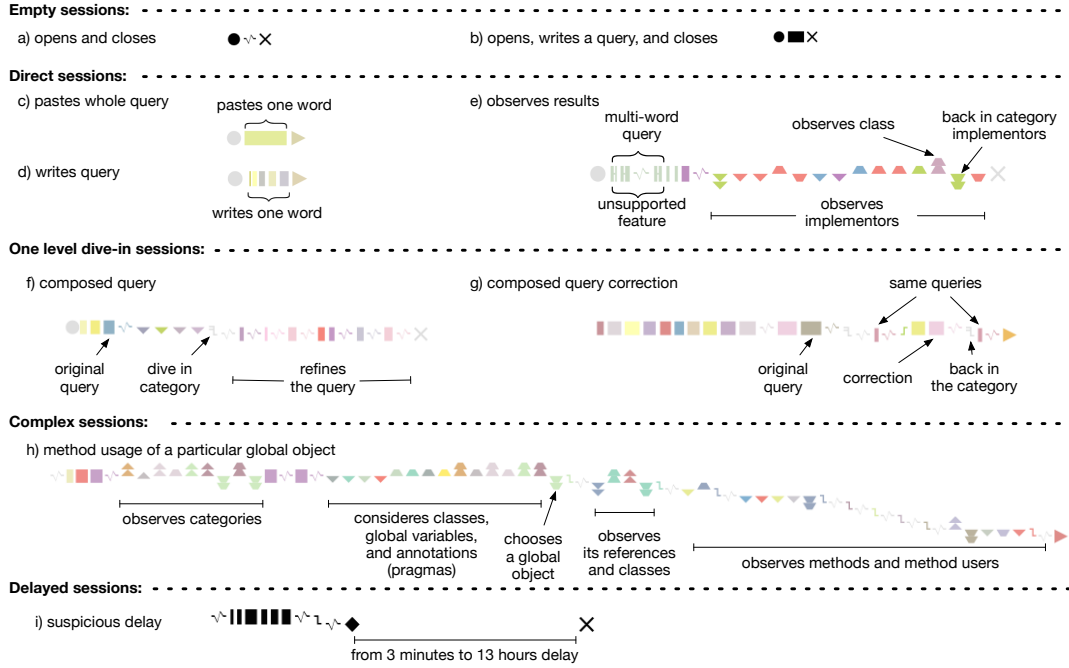 Empty sessions:
a) opens and closes
b) opens, writes a query, and closes
Direct sessions:
c) pastes whole query
pastes one word
d) writes query
writes one word
e) observes results
multi-word
query
unsupported
feature
observes class
back in category
implementors
observes
implementors
One level dive-in sessions:
f) composed query
original
query
dive in
category
refines
the query
g) composed query correction
same queries
original
query
correction
back in
the category
Complex sessions:
h) method usage of a particular global object
observes categories
consideres classes,
global variables,
and annotations
(pragmas)
chooses
a global
object
observes
its references
and classes
observes methods and method users
Delayed sessions:
i) suspicious delay
from 3 minutes to 13 hours delay